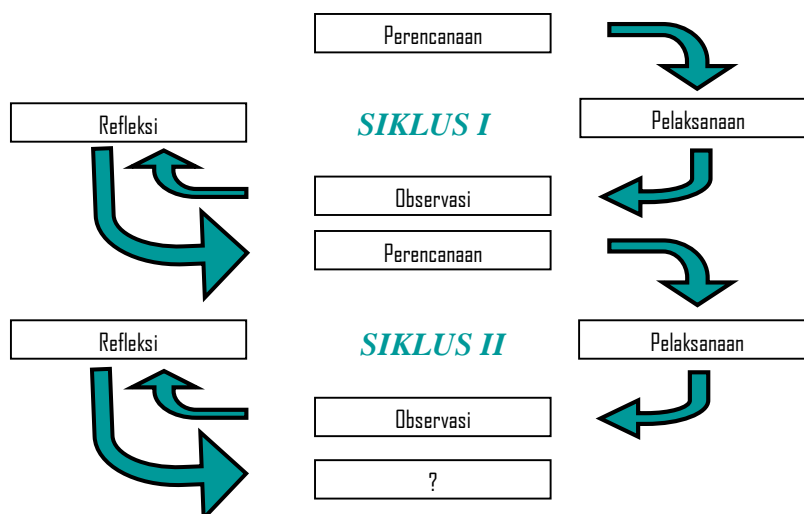 Perencanaan
Refleksi
SIKLUS I
Pelaksanaan
Observasi
Perencanaan
Refleksi
SIKLUS II
Pelaksanaan
Observasi
?